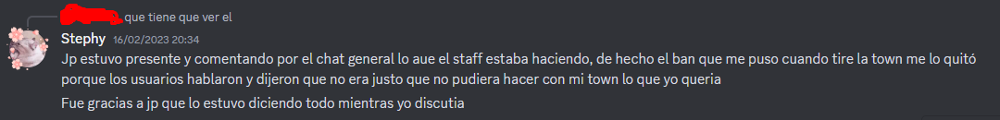 que tiene que ver el
Stephy 16/02/2023 20:34
Jp estuvo presente y comentando por el chat general lo aue el staff estaba haciendo, de hecho el ban que me puso cuando tire la town me lo quitó
porque los usuarios hablaron y dijeron que no era justo que no pudiera hacer con mi town lo que yo queria
Fue gracias a jp que lo estuvo diciendo todo mientras yo discutia